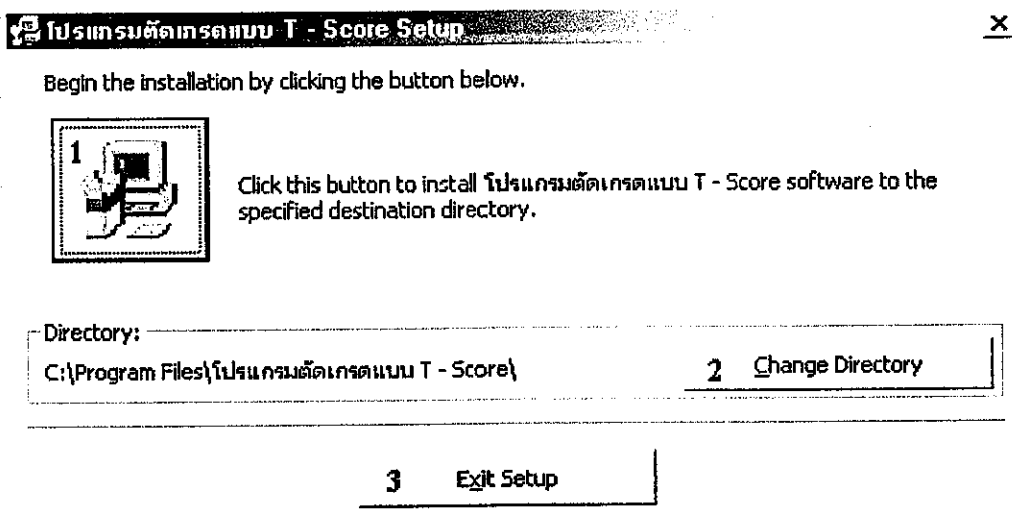 โปรแกรมตัดเกรดแบบ T - Score Setup
Begin the installation by clicking the button below.
1
Click this button to install โปรแกรมตัดเกรดแบบ T - Score software to the
specified destination directory.
Directory:
C:\Program Files\โปรแกรมตัดเกรดแบบ T - Score\
2 Change Directory
3 Exit Setup